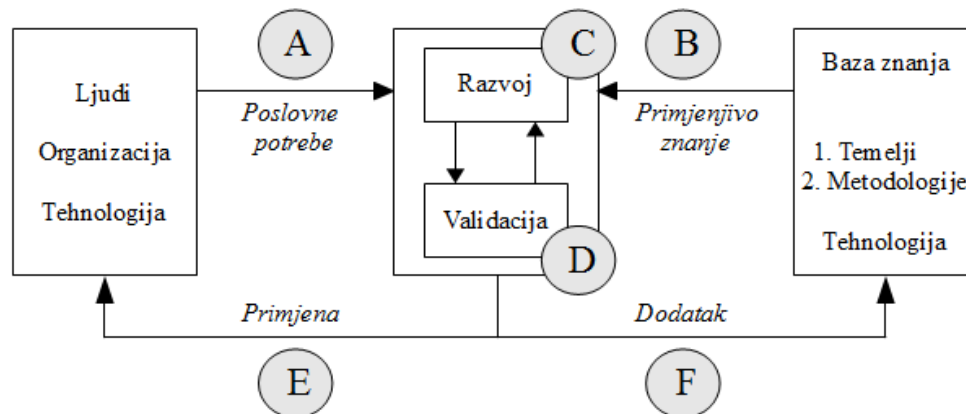 A
C
B
Ljudi
Organizacija
Tehnologija
Poslovne
potrebe
Razvoj
Validacija
D
Primjenjivo
znanje
Baza znanja
1. Temelji
2. Metodologije
Tehnologija
Primjena
Dodatak
E
F